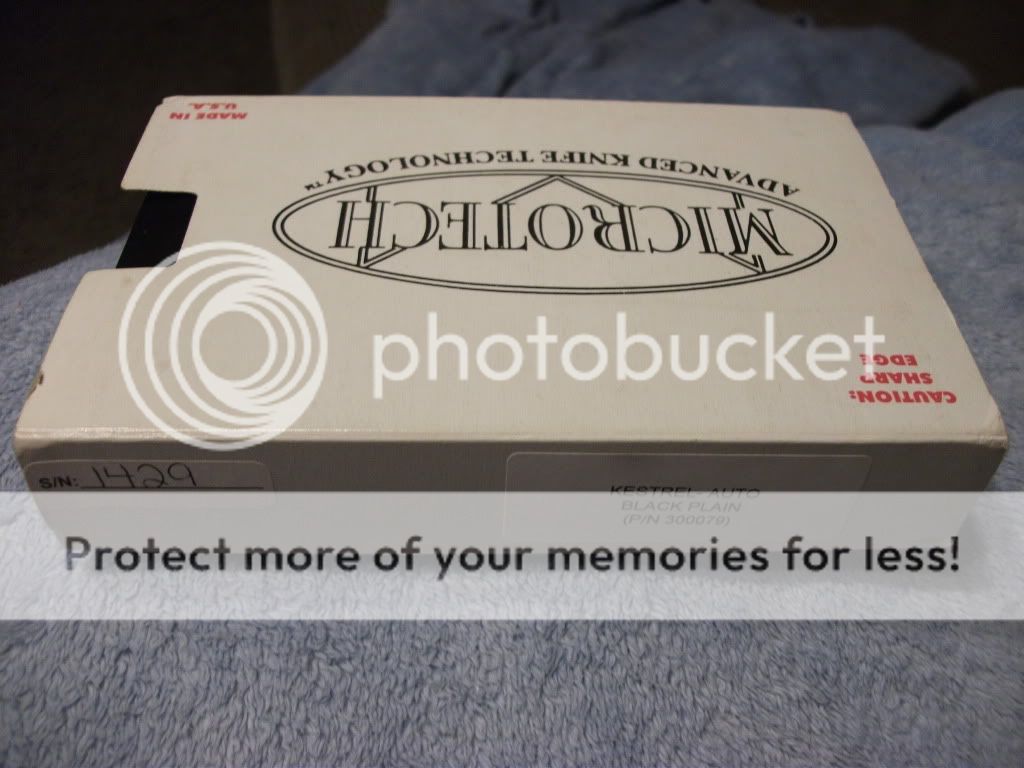 MADE IN
U.S.A.
ADVANCED KNIFE TECHNOLOGY™
MICROTECH
CAUTION:
SHARP
EDGE
photobucket
S/N: 1429
KESTREL- AUTO
BLACK PLAIN
(P/N 300079)
Protect more of your memories for less!